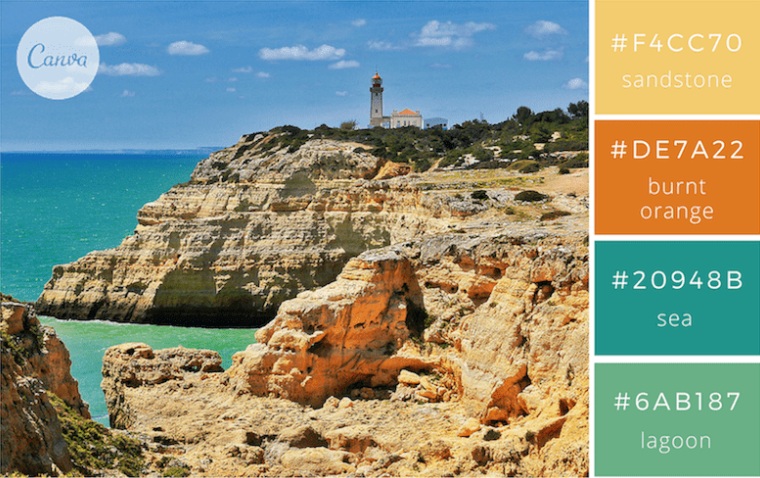 Canva
#F4CC70
sandstone
#DE7A22
burnt
orange
#20948B
sea
#6AB187
lagoon